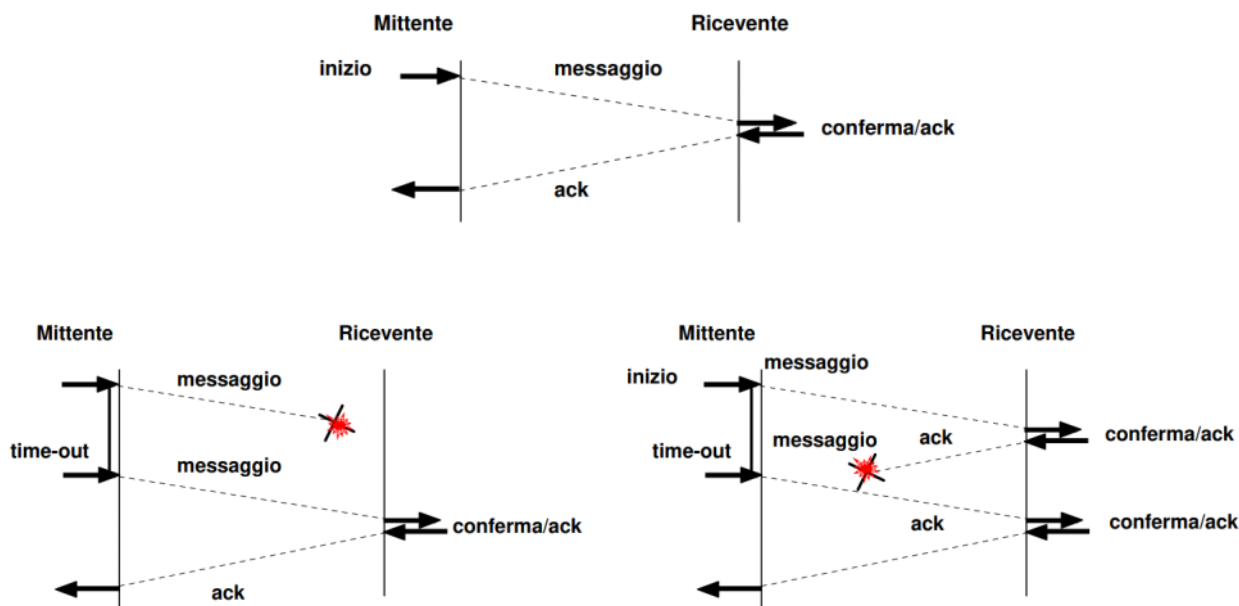 Mittente
Ricevente
inizio
messaggio
conferma/ack
ack
Mittente
Ricevente
messaggio
time-out
messaggio
conferma/ack
ack
Mittente
Ricevente
messaggio
inizio
conferma/ack
ack
messaggio
time-out
conferma/ack
ack